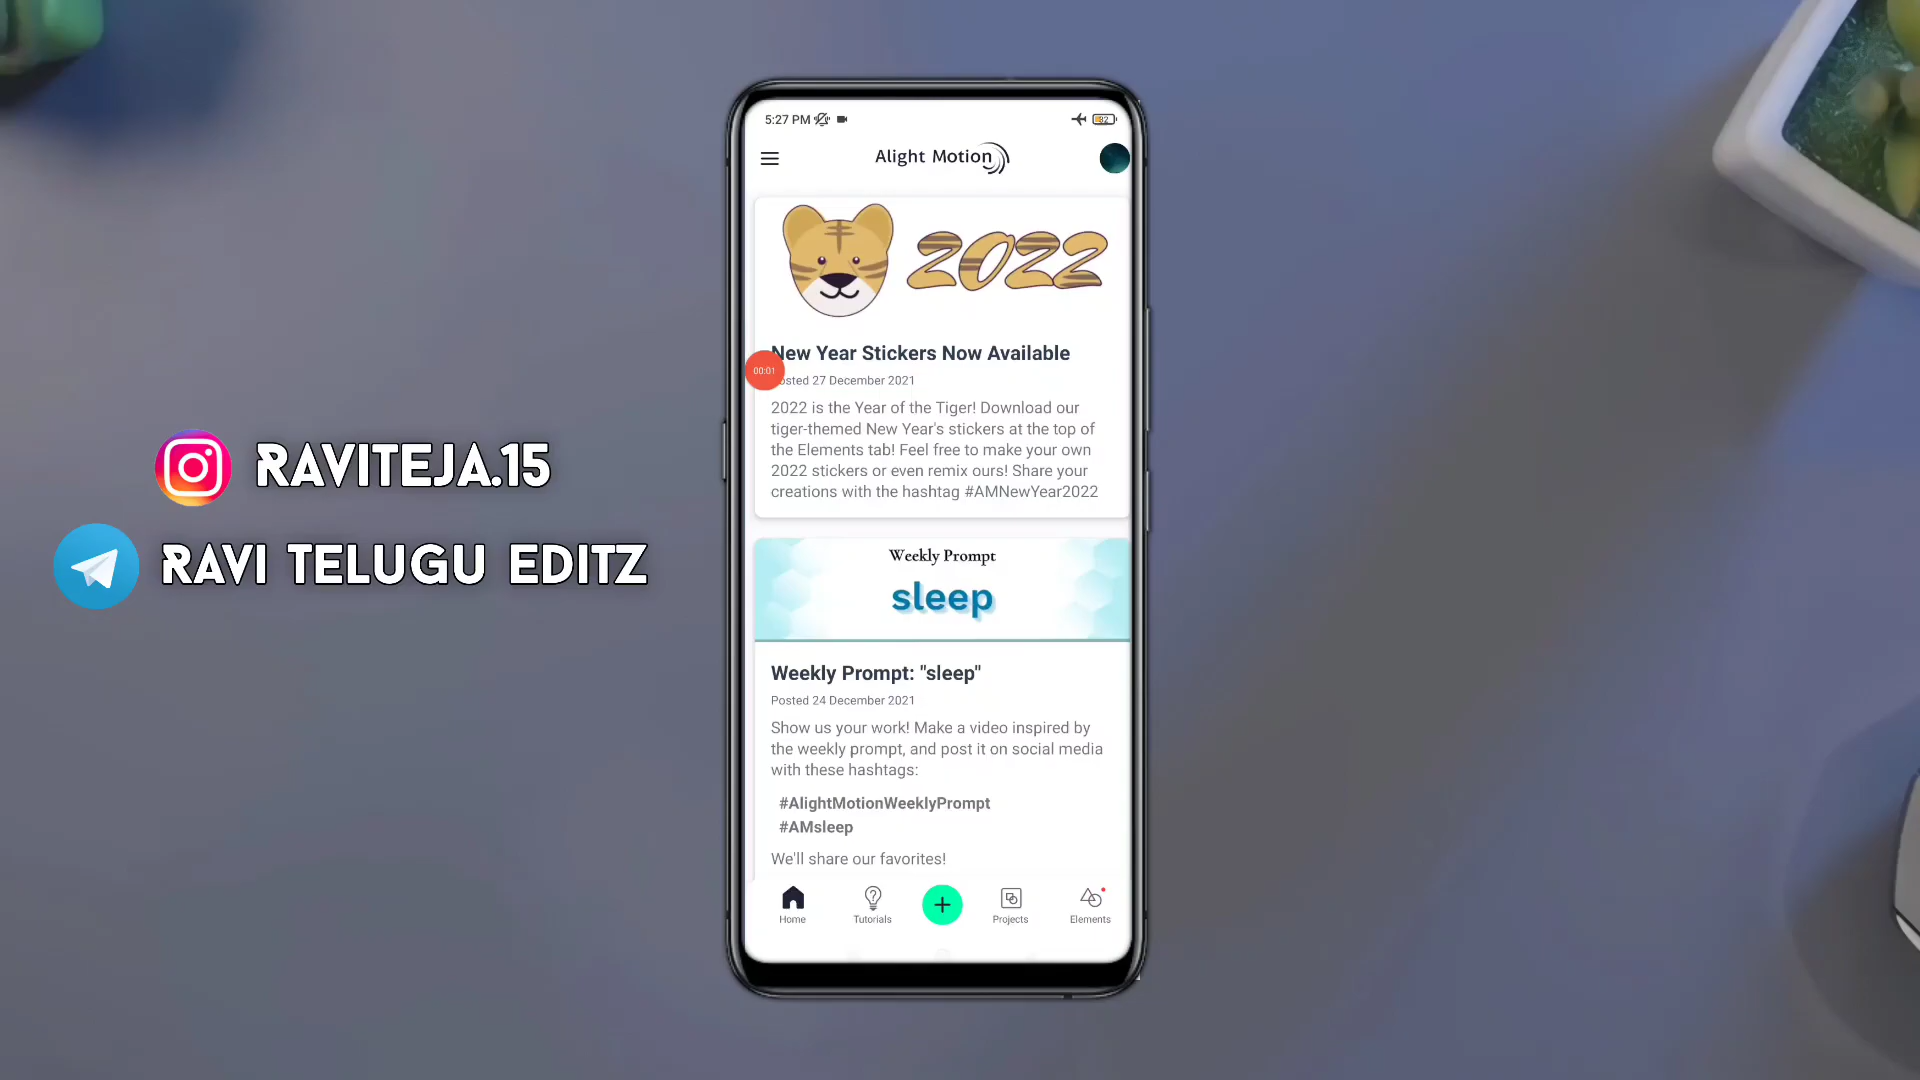 5:27 PM
82
Alight Motion
2022
New Year Stickers Now Available
00:01
osted 27 December 2021
2022 is the Year of the Tiger! Download our
tiger-themed New Year's stickers at the top of
the Elements tab! Feel free to make your own
2022 stickers or even remix ours! Share your
creations with the hashtag #AMNewYear2022
RAVITEJA.15
RAVI TELUGU EDITZ
Weekly Prompt
sleep
Weekly Prompt: "sleep"
Posted 24 December 2021
Show us your work! Make a video inspired by
the weekly prompt, and post it on social media
with these hashtags:
#AlightMotionWeeklyPrompt
#AMsleep
We'll share our favorites!
Home
Tutorials
Projects
Elements